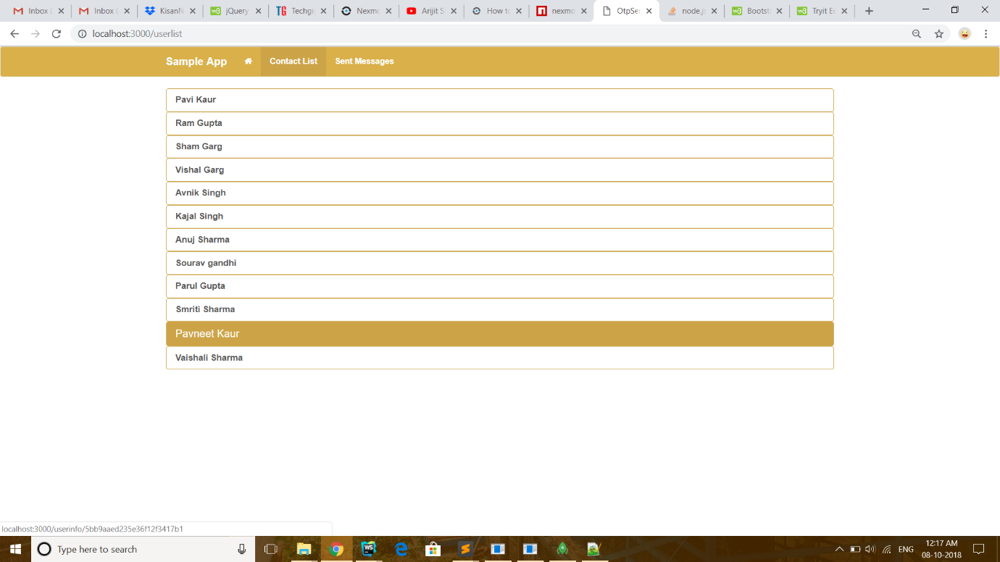 Inbox (
Inbox (
KisanN
jQuery
Techgi
Nexmo
Arijit S
How to
nexmo
OtpSer
node.js
Bootst
Tryit Ed
localhost:3000/userlist
Sample App
Contact List
Sent Messages
Pavi Kaur
Ram Gupta
Sham Garg
Vishal Garg
Avnik Singh
Kajal Singh
Anuj Sharma
Sourav gandhi
Parul Gupta
Smriti Sharma
Pavneet Kaur
Vaishali Sharma
localhost:3000/userinfo/5bb9aaed235e36f12f3417b1
Type here to search
WS
ENG
12:17 AM
08-10-2018